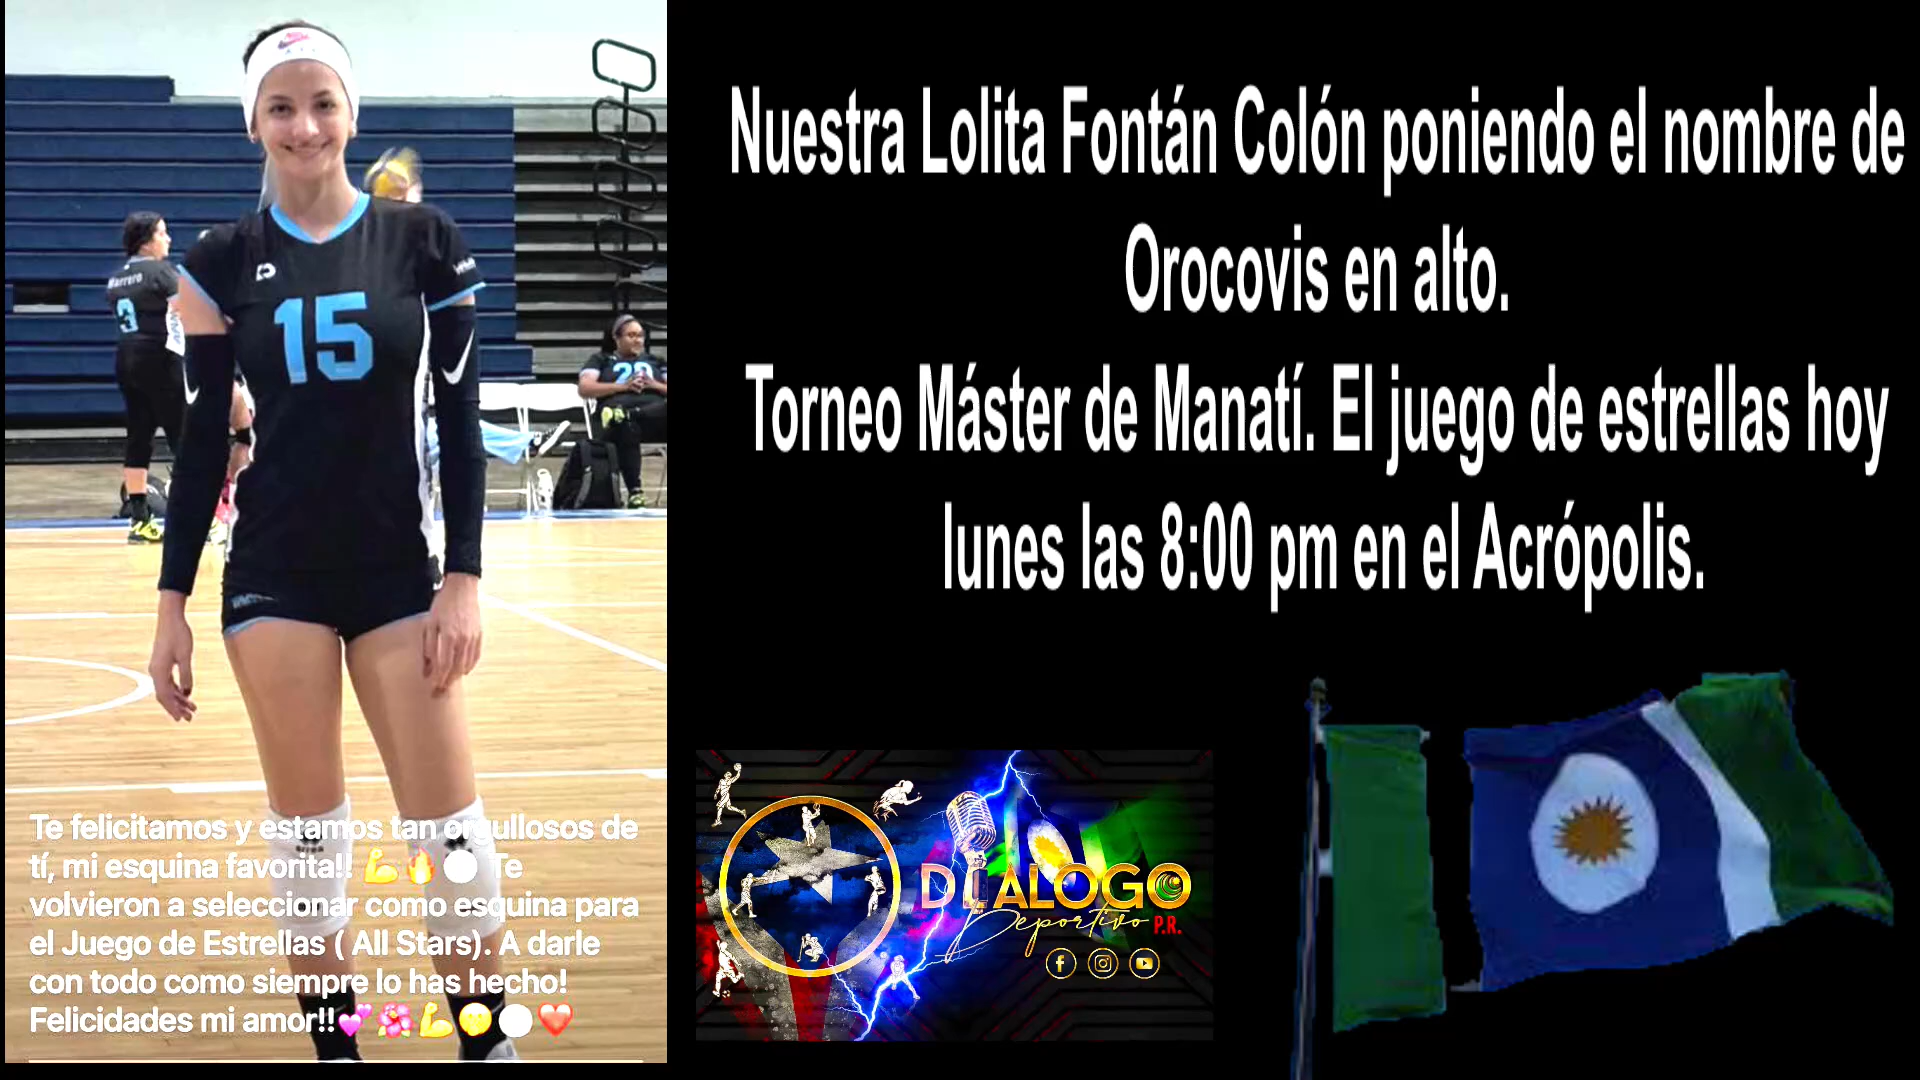 Nuestra Lolita Fontán Colón poniendo el nombre de
Orocovis en alto.
Torneo Máster de Manatí. El juego de estrellas hoy
lunes las 8:00 pm en el Acrópolis.
Marrero
3
15
20
Te felicitamos y estamos tan orgullosos de
tí, mi esquina favorita!! 💪🔥⚪ Te
volvieron a seleccionar como esquina para
el Juego de Estrellas ( All Stars). A darle
con todo como siempre lo has hecho!
Felicidades mi amor!!💕🌺💪🤭⚪❤️
DIALOGO
Deportivo P.R.